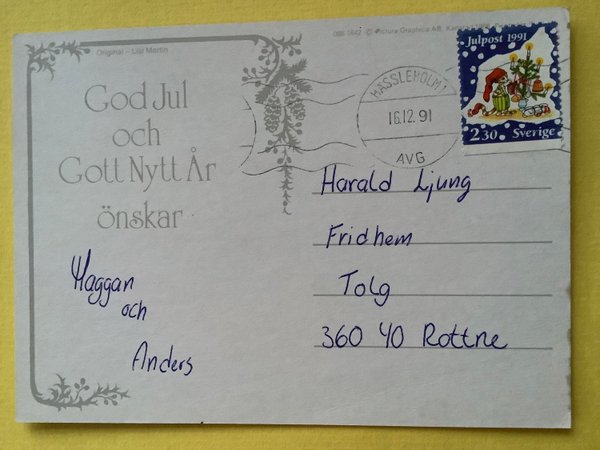 Original - Lisi Martin
God Jul
och
Gott Nytt År
önskar
Haggan
och
Anders
Julpost 1991
2.30 Sverige
HÄSSLEHOLM 1
16.12.91
AVG
Harald Ljung
Fridhem
Tolg
360 40 Rottne